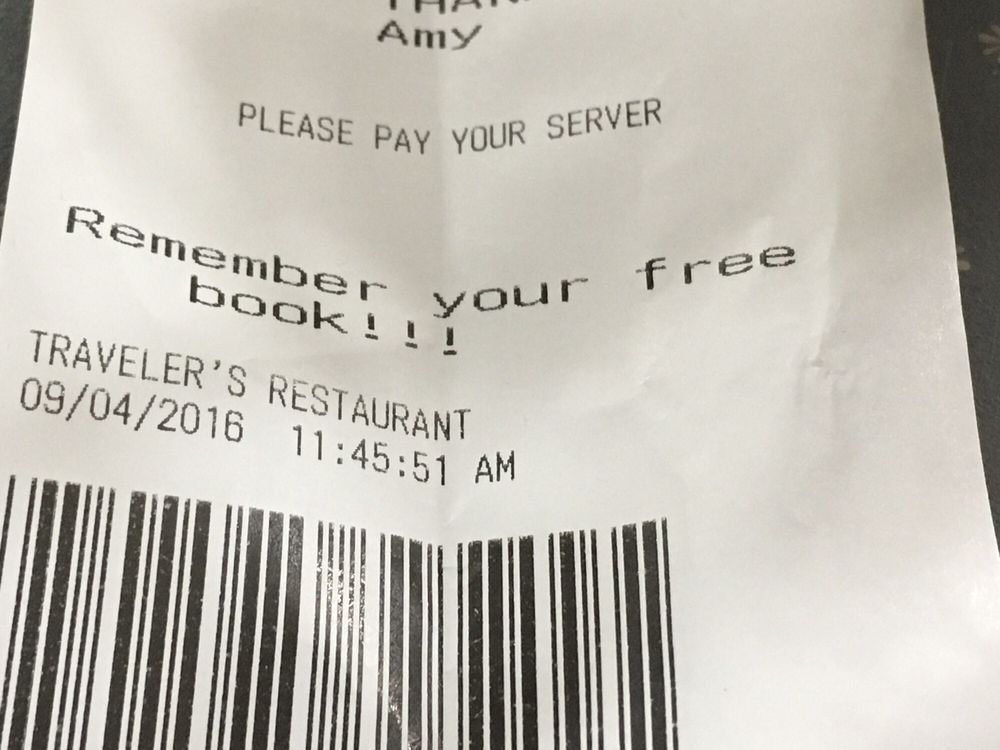 Amy
PLEASE PAY YOUR SERVER
Remember your free
book!!!
TRAVELER'S RESTAURANT
09/04/2016 11:45:51 AM